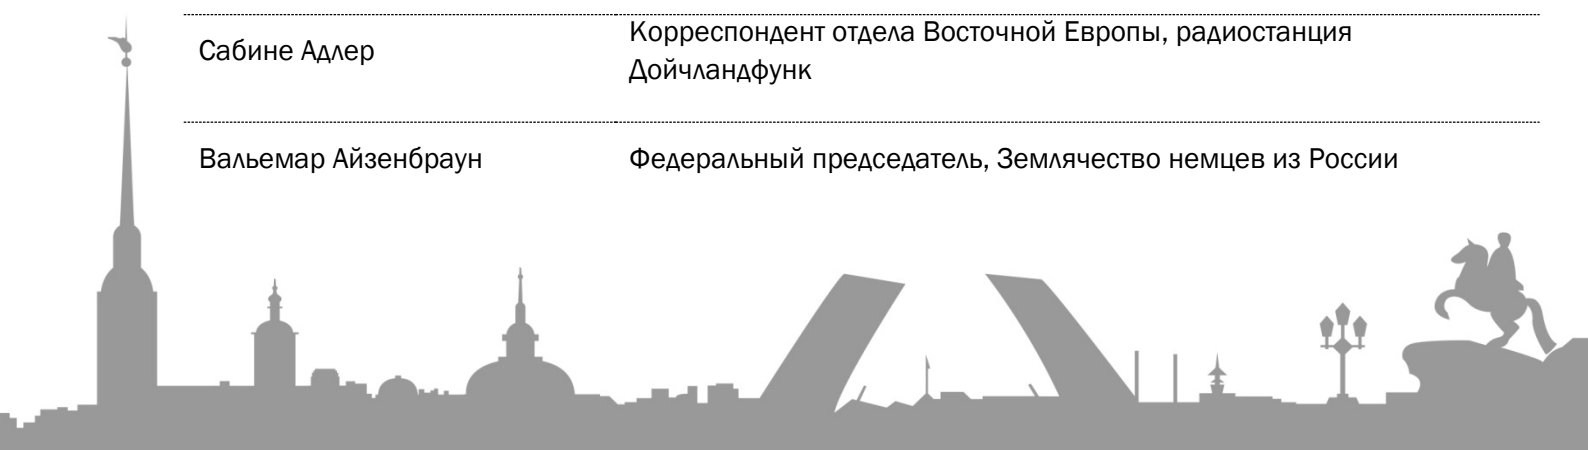 Сабине Адлер
Корреспондент отдела Восточной Европы, радиостанция
Дойчландфунк
Вальемар Айзенбраун
Федеральный председатель, Землячество немцев из России